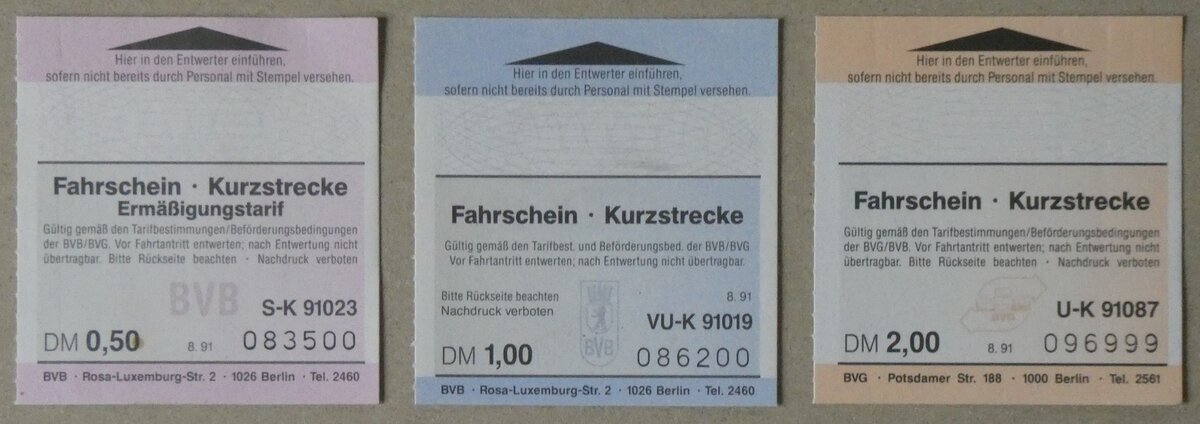 Hier in den Entwerter einführen,
sofern nicht bereits durch Personal mit Stempel versehen.
Fahrschein · Kurzstrecke
Ermäßigungstarif
Gültig gemäß den Tarifbestimmungen/Beförderungsbedingungen
der BVB/BVG. Vor Fahrtantritt entwerten; nach Entwertung nicht
übertragbar. Bitte Rückseite beachten · Nachdruck verboten
BVB
S-K 91023
DM 0,50 8. 91 083500
BVB · Rosa-Luxemburg-Str. 2 · 1026 Berlin · Tel. 2460
Hier in den Entwerter einführen,
sofern nicht bereits durch Personal mit Stempel versehen.
Fahrschein · Kurzstrecke
Gültig gemäß den Tarifbest. und Beförderungsbed. der BVB/BVG
Vor Fahrtantritt entwerten; nach Entwertung nicht übertragbar.
Bitte Rückseite beachten 8. 91
Nachdruck verboten
VU-K 91019
BVB
DM 1,00 086200
BVB · Rosa-Luxemburg-Str. 2 · 1026 Berlin · Tel. 2460
Hier in den Entwerter einführen,
sofern nicht bereits durch Personal mit Stempel versehen.
Fahrschein · Kurzstrecke
Gültig gemäß den Tarifbestimmungen/Beförderungsbedingungen
der BVG/BVB. Vor Fahrtantritt entwerten; nach Entwertung nicht
übertragbar. Bitte Rückseite beachten · Nachdruck verboten
U-K 91087
BVG
DM 2,00 8. 91 096999
BVG · Potsdamer Str. 188 · 1000 Berlin · Tel. 2561